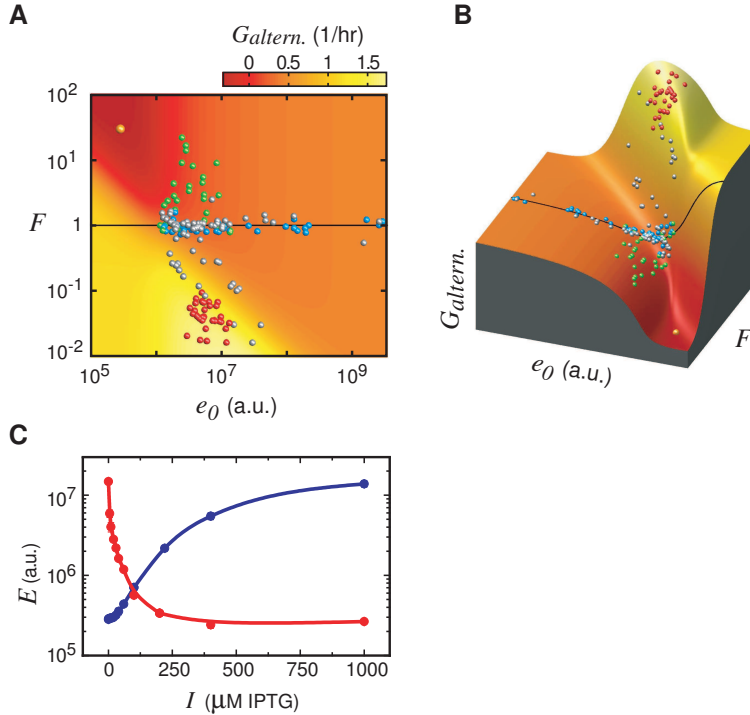 A
G altern. (1/hr)
0 0.5 1 1.5
10^2
10^1
F 1
10^-1
10^-2
10^5 10^7 10^9
e_0 (a.u.)
B
G altern.
e_0 (a.u.)
F
C
10^7
10^6
10^5
E (a.u.)
0 250 500 750 1000
I (μM IPTG)